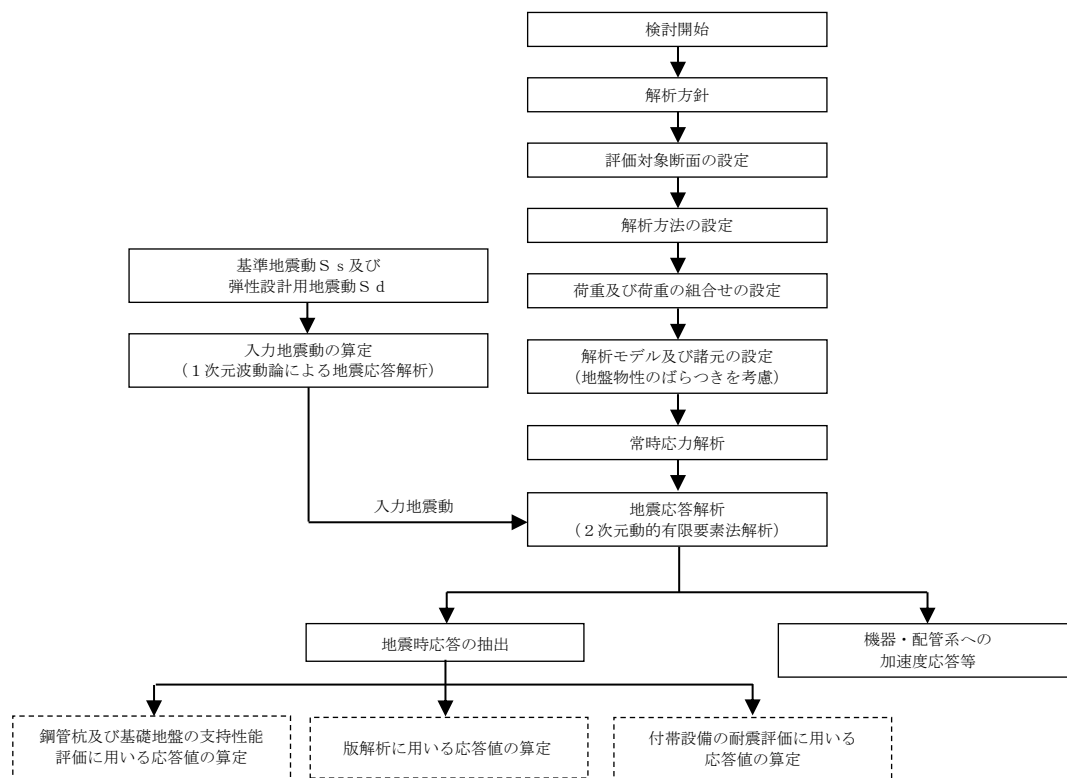 検討開始
解析方針
評価対象断面の設定
解析方法の設定
基準地震動Ｓｓ及び
弾性設計用地震動Ｓｄ
荷重及び荷重の組合せの設定
入力地震動の算定
（１次元波動論による地震応答解析）
解析モデル及び諸元の設定
（地盤物性のばらつきを考慮）
常時応力解析
入力地震動
地震応答解析
（２次元動的有限要素法解析）
地震時応答の抽出
機器・配管系への
加速度応答等
鋼管杭及び基礎地盤の支持性能
評価に用いる応答値の算定
版解析に用いる応答値の算定
付帯設備の耐震評価に用いる
応答値の算定